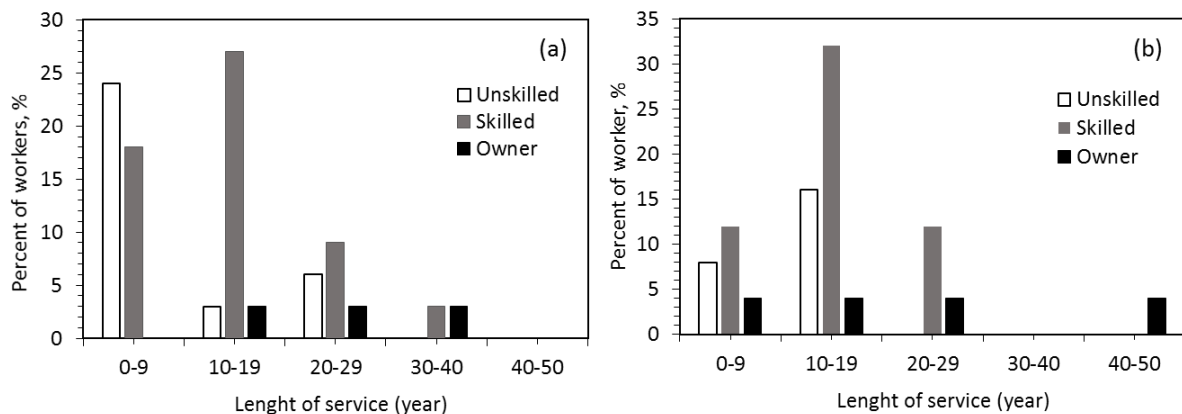 Percent of workers, %
30
25
20
15
10
5
0
(a)
Unskilled
Skilled
Owner
0-9 10-19 20-29 30-40 40-50
Lenght of service (year)
Percent of worker, %
40
35
30
25
20
15
10
5
0
(b)
Unskilled
Skilled
Owner
0-9 10-19 20-29 30-40 40-50
Lenght of service (year)